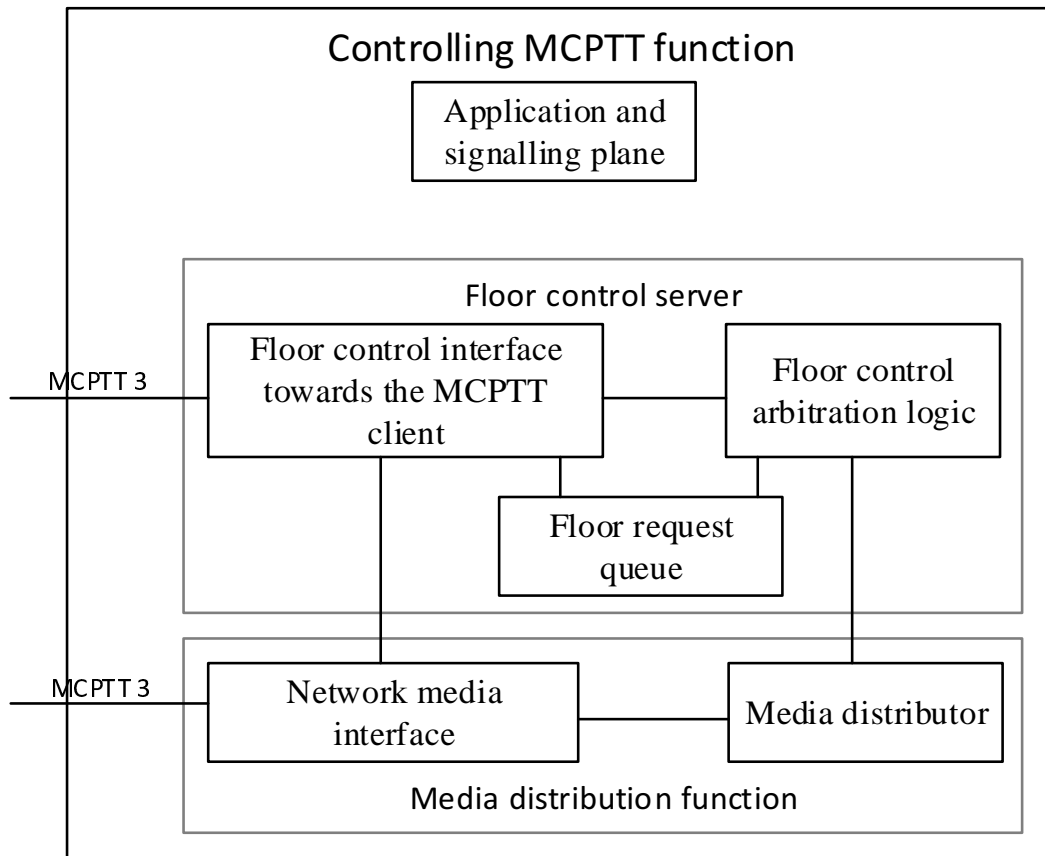 Controlling MCPTT function
Application and
signalling plane
Floor control server
Floor control interface
towards the MCPTT
client
Floor control
arbitration logic
MCPTT 3
Floor request
queue
MCPTT 3
Network media
interface
Media distributor
Media distribution function